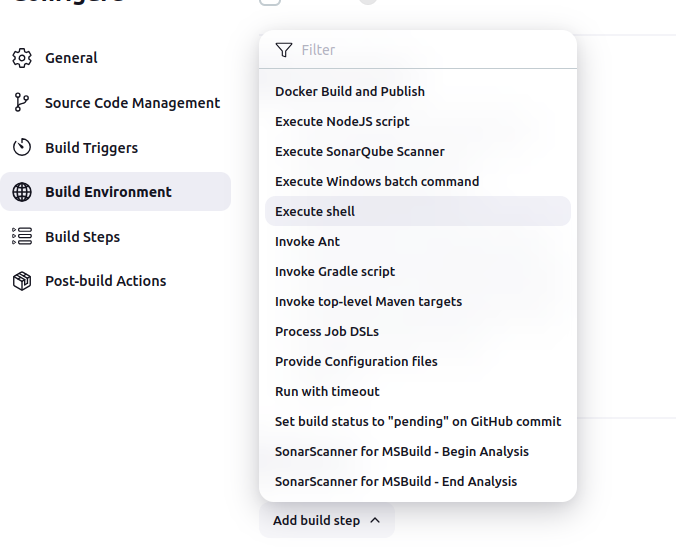 Configure
General
Source Code Management
Build Triggers
Build Environment
Build Steps
Post-build Actions
Filter
Docker Build and Publish
Execute NodeJS script
Execute SonarQube Scanner
Execute Windows batch command
Execute shell
Invoke Ant
Invoke Gradle script
Invoke top-level Maven targets
Process Job DSLs
Provide Configuration files
Run with timeout
Set build status to "pending" on GitHub commit
SonarScanner for MSBuild - Begin Analysis
SonarScanner for MSBuild - End Analysis
Add build step